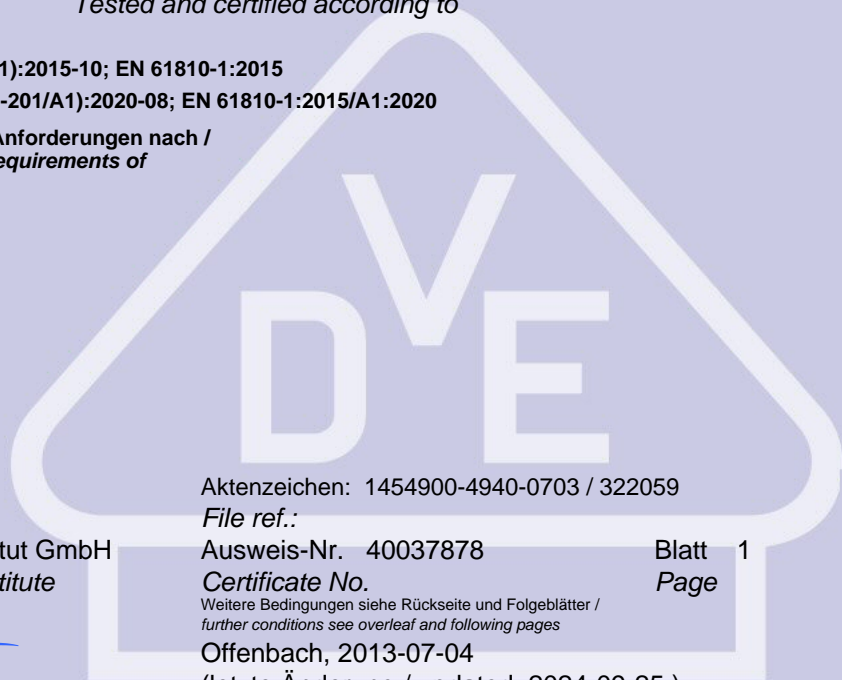 Tested and certified according to
1):2015-10; EN 61810-1:2015
-201/A1):2020-08; EN 61810-1:2015/A1:2020
Anforderungen nach /
equirements of
VDE
Aktenzeichen: 1454900-4940-0703 / 322059
File ref.:
tut GmbH Ausweis-Nr. 40037878 Blatt 1
titute Certificate No. Page
Weitere Bedingungen siehe Rückseite und Folgeblätter /
further conditions see overleaf and following pages
Offenbach, 2013-07-04